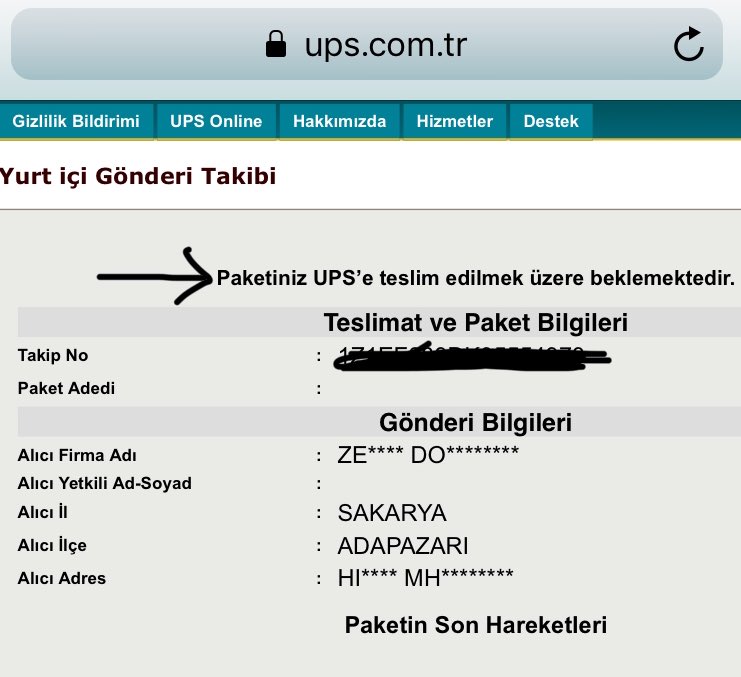 ups.com.tr
Gizlilik Bildirimi UPS Online Hakkımızda Hizmetler Destek
Yurt içi Gönderi Takibi
Paketiniz UPS’e teslim edilmek üzere beklemektedir.
Teslimat ve Paket Bilgileri
Takip No :
Paket Adedi :
Gönderi Bilgileri
Alıcı Firma Adı : ZE**** DO********
Alıcı Yetkili Ad-Soyad :
Alıcı İl : SAKARYA
Alıcı İlçe : ADAPAZARI
Alıcı Adres : HI**** MH********
Paketin Son Hareketleri